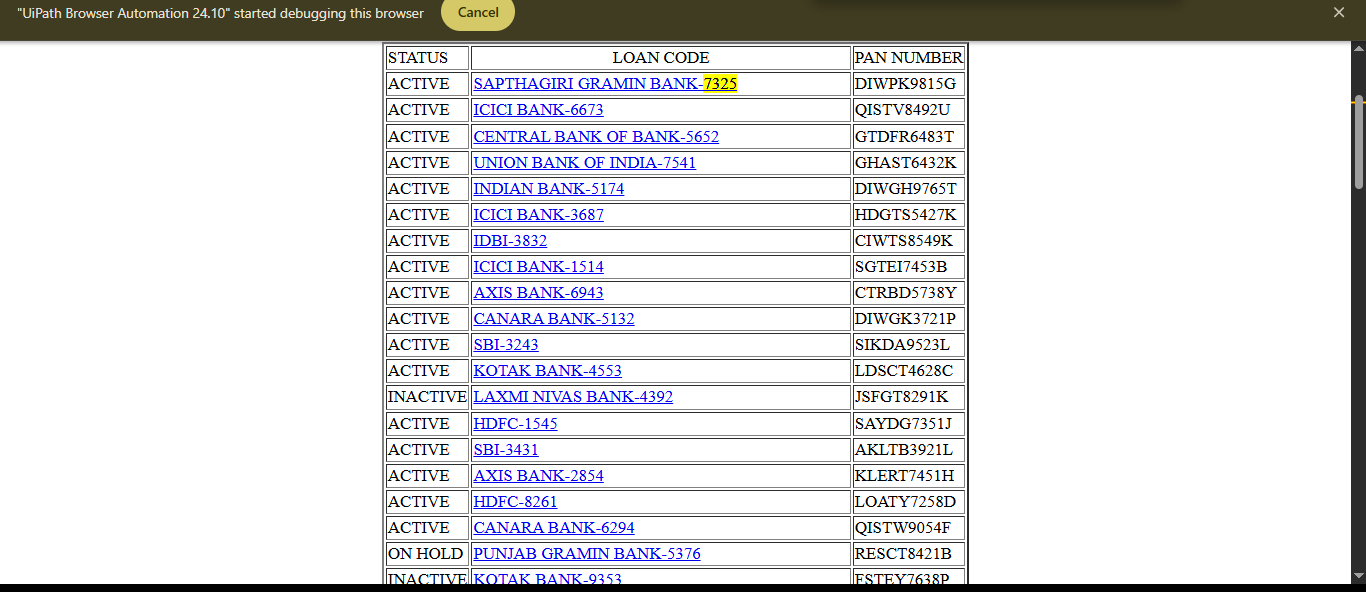 "UiPath Browser Automation 24.10" started debugging this browser Cancel
STATUS LOAN CODE PAN NUMBER
ACTIVE SAPTHAGIRI GRAMIN BANK-7325 DIWPK9815G
ACTIVE ICICI BANK-6673 QISTV8492U
ACTIVE CENTRAL BANK OF BANK-5652 GTDFR6483T
ACTIVE UNION BANK OF INDIA-7541 GHAST6432K
ACTIVE INDIAN BANK-5174 DIWGH9765T
ACTIVE ICICI BANK-3687 HDGTS5427K
ACTIVE IDBI-3832 CIWTS8549K
ACTIVE ICICI BANK-1514 SGTEI7453B
ACTIVE AXIS BANK-6943 CTRBD5738Y
ACTIVE CANARA BANK-5132 DIWGK3721P
ACTIVE SBI-3243 SIKDA9523L
ACTIVE KOTAK BANK-4553 LDSCT4628C
INACTIVE LAXMI NIVAS BANK-4392 JSFGT8291K
ACTIVE HDFC-1545 SAYDG7351J
ACTIVE SBI-3431 AKLTB3921L
ACTIVE AXIS BANK-2854 KLERT7451H
ACTIVE HDFC-8261 LOATY7258D
ACTIVE CANARA BANK-6294 QISTW9054F
ON HOLD PUNJAB GRAMIN BANK-5376 RESCT8421B
INACTIVE KOTAK BANK-9353